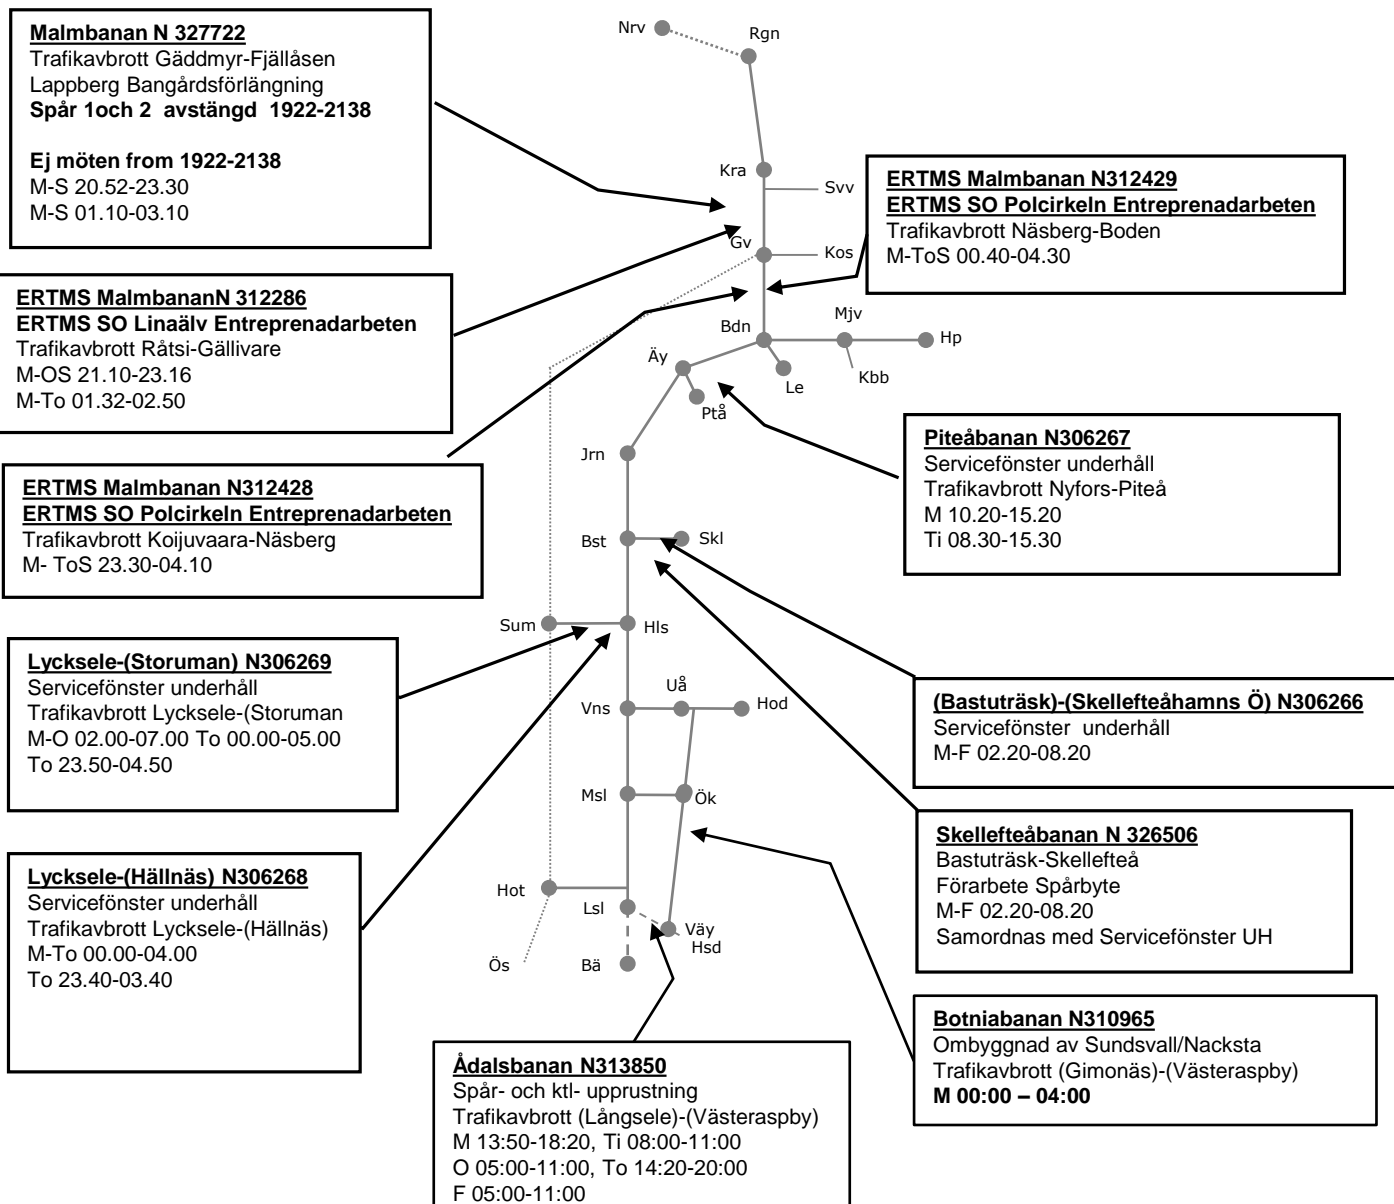 Malmbanan N 327722
Trafikavbrott Gäddmyr-Fjällåsen
Lappberg Bangårdsförlängning
Spår 1och 2 avstängd 1922-2138
Ej möten from 1922-2138
M-S 20.52-23.30
M-S 01.10-03.10
Nrv
Rgn
Kra
Svv
Gv
Kos
Bdn
Mjv
Hp
Kbb
Le
Äy
Ptå
Jrn
Bst
Skl
Sum
Hls
Vns
Uå
Hod
Msl
Ök
Hot
Lsl
Väy
Hsd
Ös
Bä
ERTMS Malmbanan N312429
ERTMS SO Polcirkeln Entreprenadarbeten
Trafikavbrott Näsberg-Boden
M-ToS 00.40-04.30
ERTMS MalmbananN 312286
ERTMS SO Linaälv Entreprenadarbeten
Trafikavbrott Råtsi-Gällivare
M-OS 21.10-23.16
M-To 01.32-02.50
Piteåbanan N306267
Servicefönster underhåll
Trafikavbrott Nyfors-Piteå
M 10.20-15.20
Ti 08.30-15.30
ERTMS Malmbanan N312428
ERTMS SO Polcirkeln Entreprenadarbeten
Trafikavbrott Koijuvaara-Näsberg
M- ToS 23.30-04.10
Lycksele-(Storuman) N306269
Servicefönster underhåll
Trafikavbrott Lycksele-(Storuman
M-O 02.00-07.00 To 00.00-05.00
To 23.50-04.50
(Bastuträsk)-(Skellefteåhamns Ö) N306266
Servicefönster underhåll
M-F 02.20-08.20
Skellefteåbanan N 326506
Bastuträsk-Skellefteå
Förarbete Spårbyte
M-F 02.20-08.20
Samordnas med Servicefönster UH
Lycksele-(Hällnäs) N306268
Servicefönster underhåll
Trafikavbrott Lycksele-(Hällnäs)
M-To 00.00-04.00
To 23.40-03.40
Botniabanan N310965
Ombyggnad av Sundsvall/Nacksta
Trafikavbrott (Gimonäs)-(Västeraspby)
M 00:00 – 04:00
Ådalsbanan N313850
Spår- och ktl- upprustning
Trafikavbrott (Långsele)-(Västeraspby)
M 13:50-18:20, Ti 08:00-11:00
O 05:00-11:00, To 14:20-20:00
F 05:00-11:00